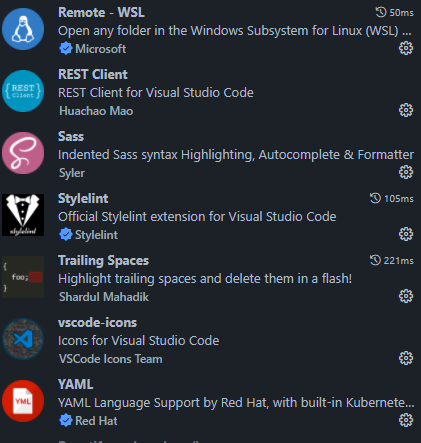 Remote - WSL 50ms
Open any folder in the Windows Subsystem for Linux (WSL) ...
Microsoft
REST Client
{REST}
Client
REST Client for Visual Studio Code
Huachao Mao
Sass
Indented Sass syntax Highlighting, Autocomplete & Formatter
Syler
Stylelint 105ms
stylelint
Official Stylelint extension for Visual Studio Code
Stylelint
Trailing Spaces 221ms
{
foo;
}
Highlight trailing spaces and delete them in a flash!
Shardul Mahadik
vscode-icons
Icons for Visual Studio Code
VSCode Icons Team
YAML
YML
YAML Language Support by Red Hat, with built-in Kubernete...
Red Hat